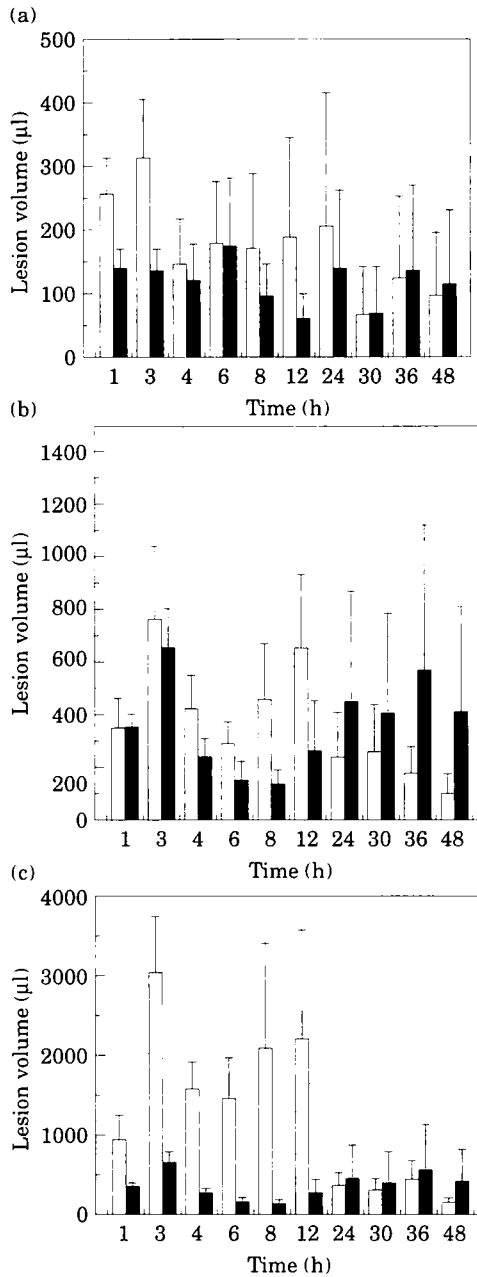 (a)
500
400
300
200
100
0
Lesion volume (µl)
1 3 4 6 8 12 24 30 36 48
Time (h)
(b)
1400
1200
1000
800
600
400
200
0
Lesion volume (µl)
1 3 4 6 8 12 24 30 36 48
Time (h)
(c)
4000
3000
2000
1000
0
Lesion volume (µl)
1 3 4 6 8 12 24 30 36 48
Time (h)